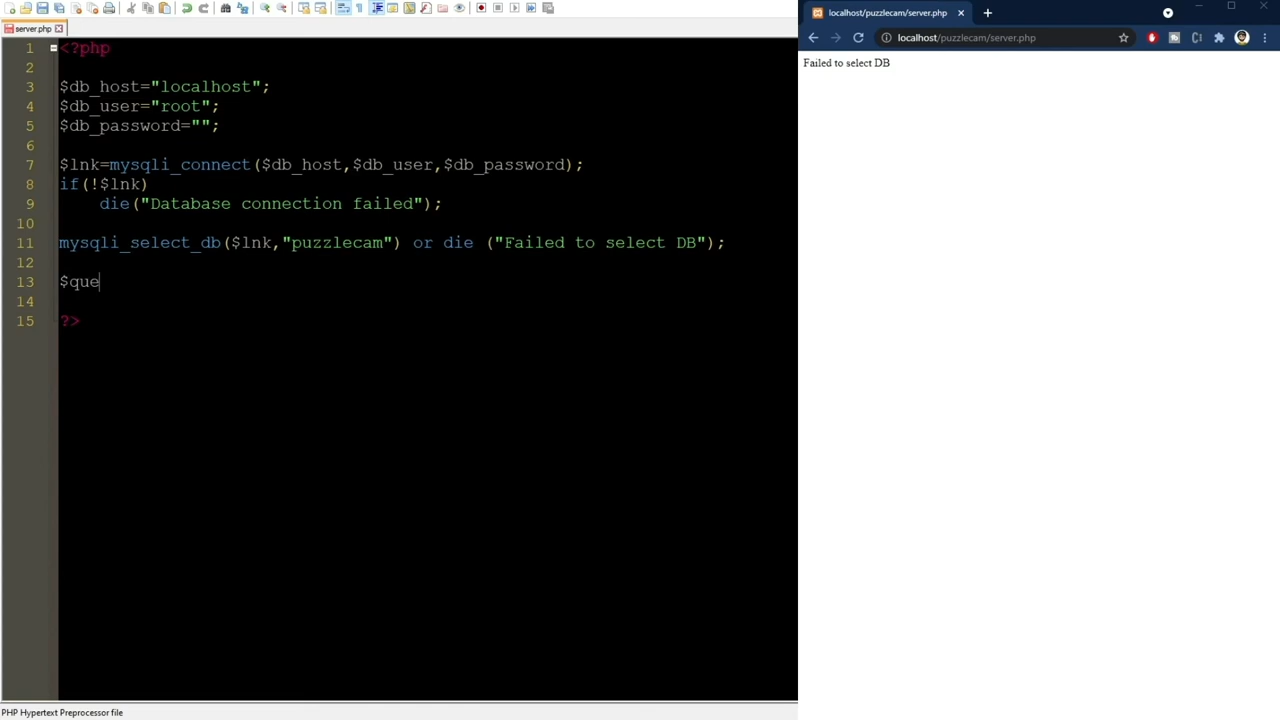 server.php
1 <?php
2
3 $db_host="localhost";
4 $db_user="root";
5 $db_password="";
6
7 $lnk=mysqli_connect($db_host,$db_user,$db_password);
8 if(!$lnk)
9 die("Database connection failed");
10
11 mysqli_select_db($lnk,"puzzlecam") or die ("Failed to select DB");
12
13 $que
14
15 ?>
PHP Hypertext Preprocessor file
localhost/puzzlecam/server.php
localhost/puzzlecam/server.php
Failed to select DB